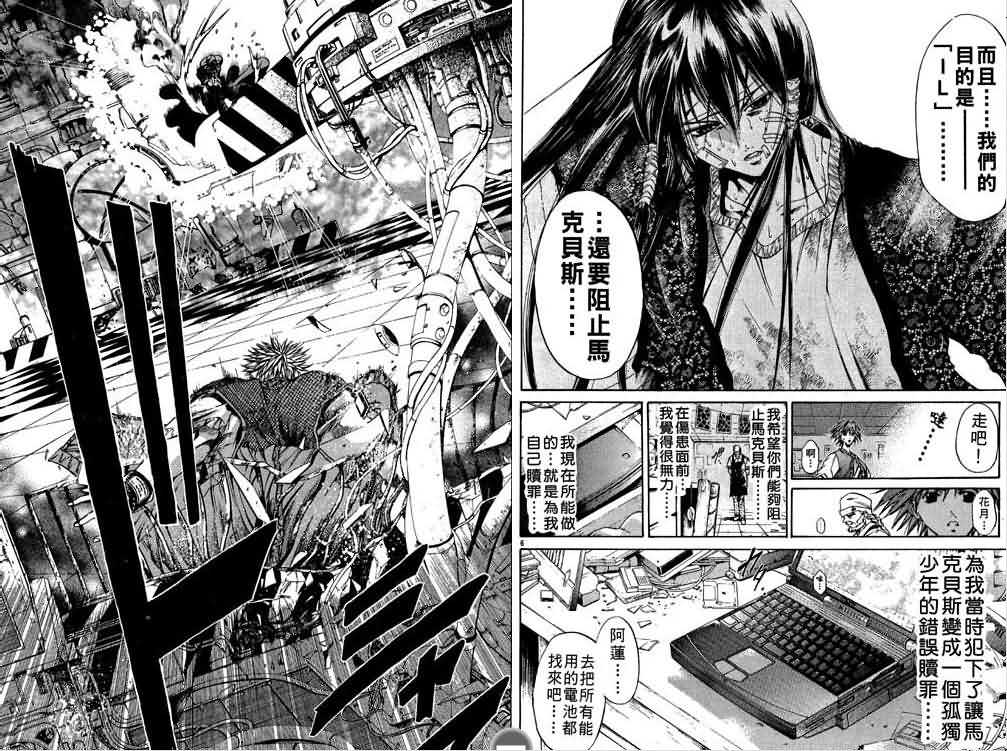 而且……我們的
目的是——
「IL」………
…還要阻止馬
克貝斯……
走吧！
…達…
啊…
花月…
我希望你們能夠阻
止馬克貝斯…
在傷患面前…
我覺得很無力…
我現在所能做
的…就是為我
自己贖罪…
6
為我當時犯下了讓馬
克貝斯變成一個孤獨
少年的錯誤贖罪……
阿蓮……
去把所有能
用的電池都
找來吧……